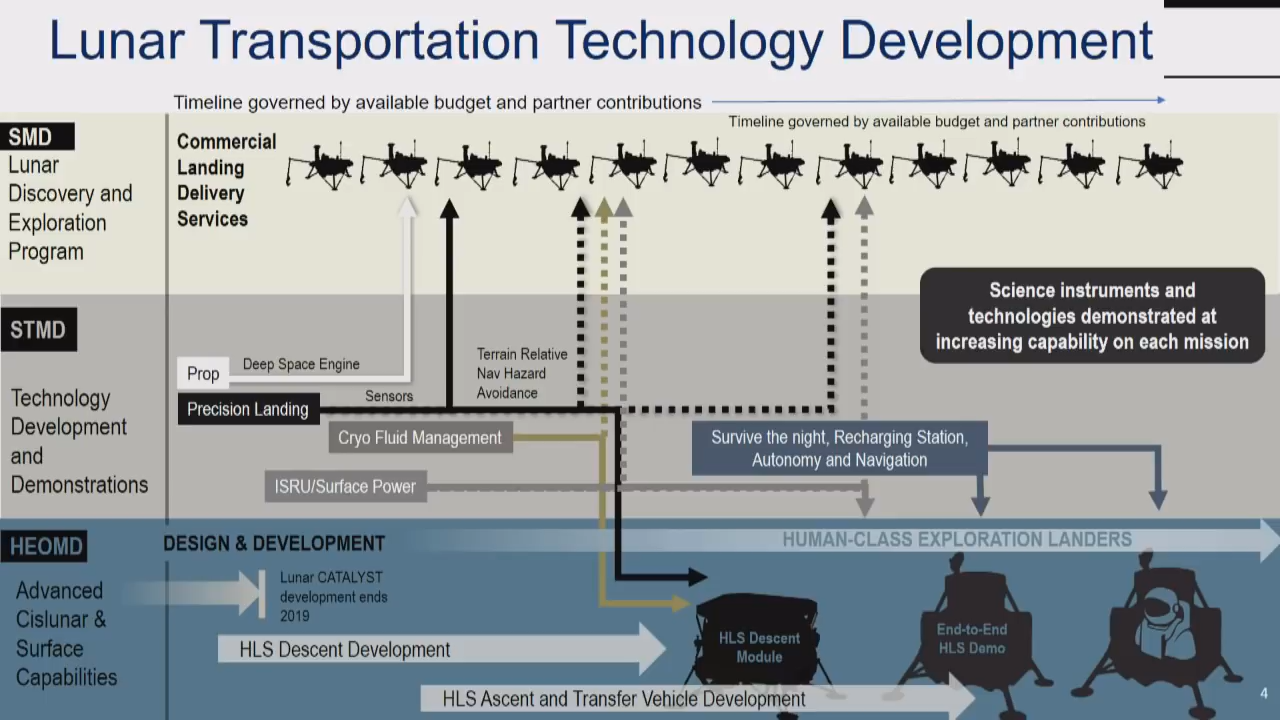 Lunar Transportation Technology Development
Timeline governed by available budget and partner contributions
Timeline governed by available budget and partner contributions
SMD
Lunar
Discovery and
Exploration
Program
Commercial
Landing
Delivery
Services
Science instruments and
technologies demonstrated at
increasing capability on each mission
STMD
Technology
Development
and
Demonstrations
Prop
Deep Space Engine
Precision Landing
Sensors
Terrain Relative
Nav Hazard
Avoidance
Cryo Fluid Management
Survive the night, Recharging Station,
Autonomy and Navigation
ISRU/Surface Power
HEOMD
Advanced
Cislunar &
Surface
Capabilities
DESIGN & DEVELOPMENT
HUMAN-CLASS EXPLORATION LANDERS
Lunar CATALYST
development ends
2019
HLS Descent Development
HLS Descent
Module
End-to-End
HLS Demo
HLS Ascent and Transfer Vehicle Development
4